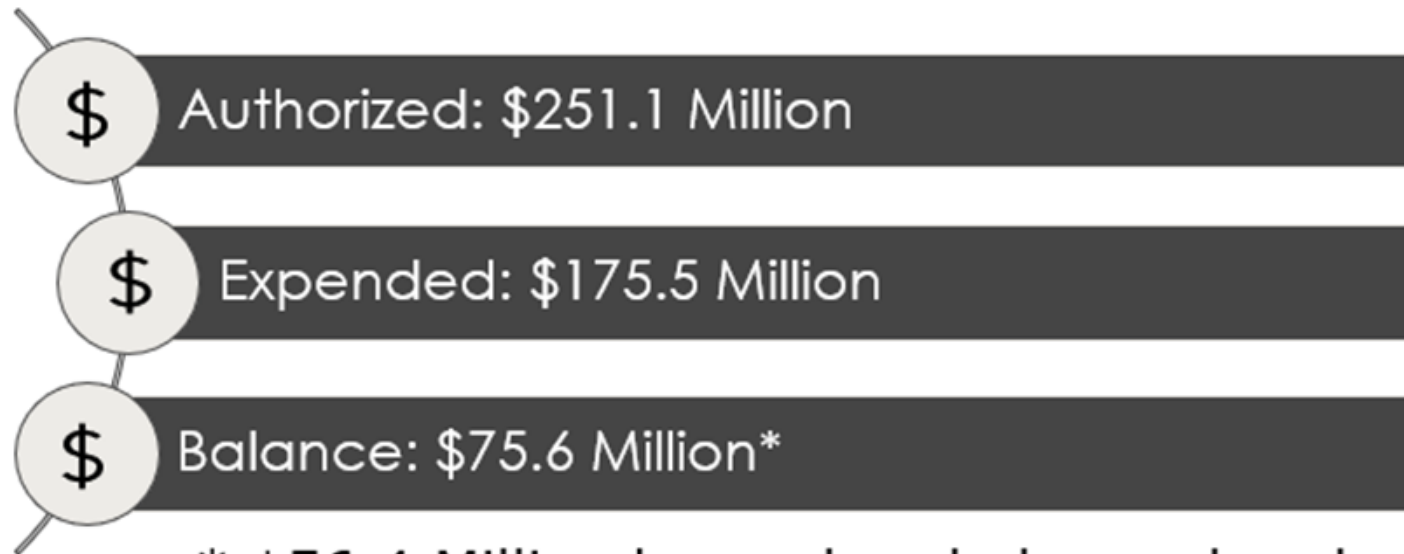 $ Authorized: $251.1 Million
$ Expended: $175.5 Million
$ Balance: $75.6 Million*